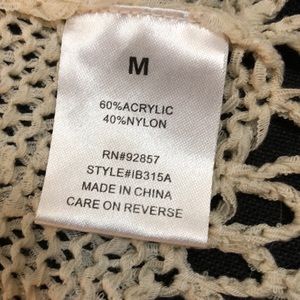 M
60%ACRYLIC
40%NYLON
RN#92857
STYLE#IB315A
MADE IN CHINA
CARE ON REVERSE